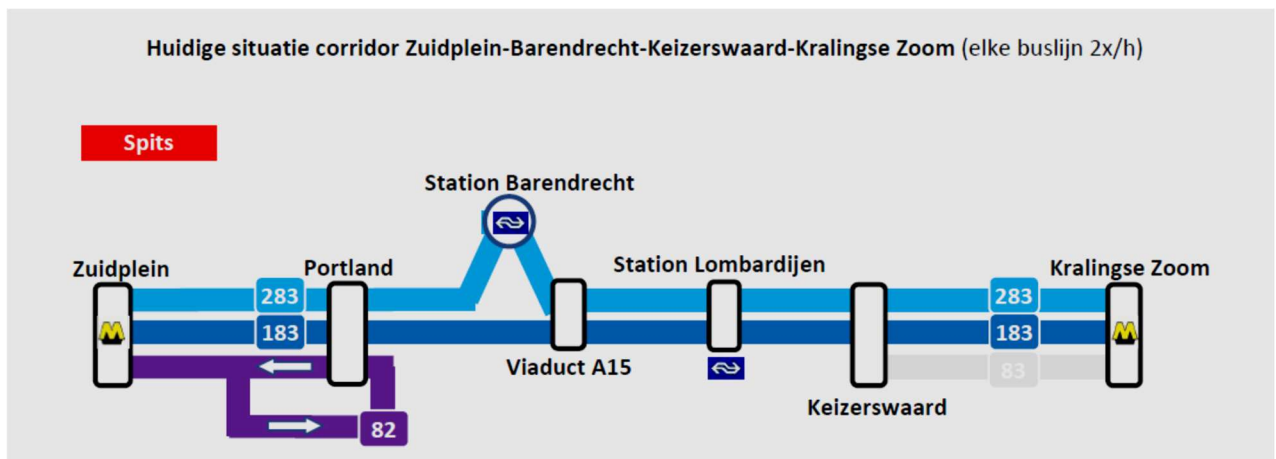 Huidige situatie corridor Zuidplein-Barendrecht-Keizerswaard-Kralingse Zoom (elke buslijn 2x/h)
Spits
Station Barendrecht
Zuidplein
Portland
Station Lombardijen
Kralingse Zoom
283
283
183
183
Viaduct A15
83
Keizerswaard
82